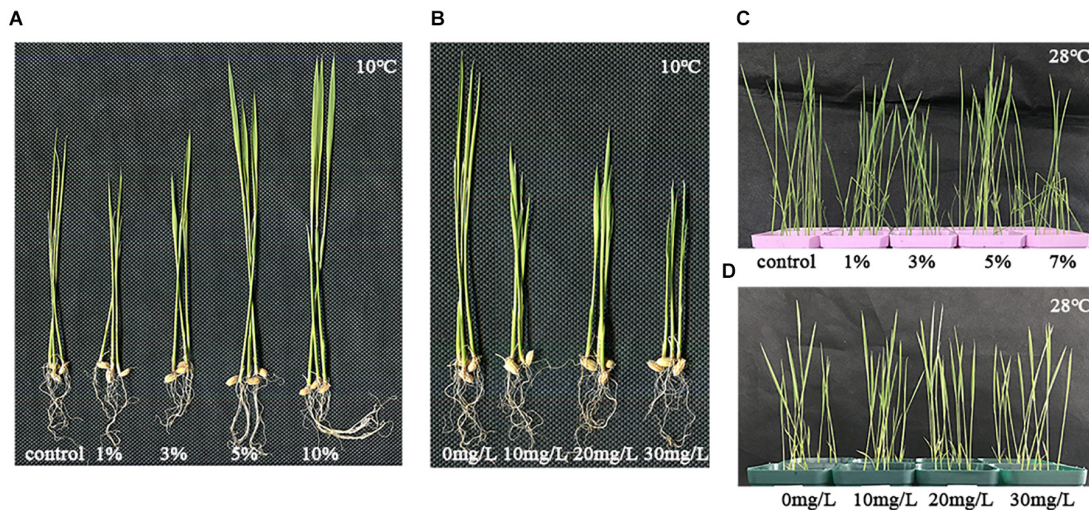 A
10℃
control 1% 3% 5% 10%
B
10℃
0mg/L 10mg/L 20mg/L 30mg/L
C
28℃
control 1% 3% 5% 7%
D
28℃
0mg/L 10mg/L 20mg/L 30mg/L